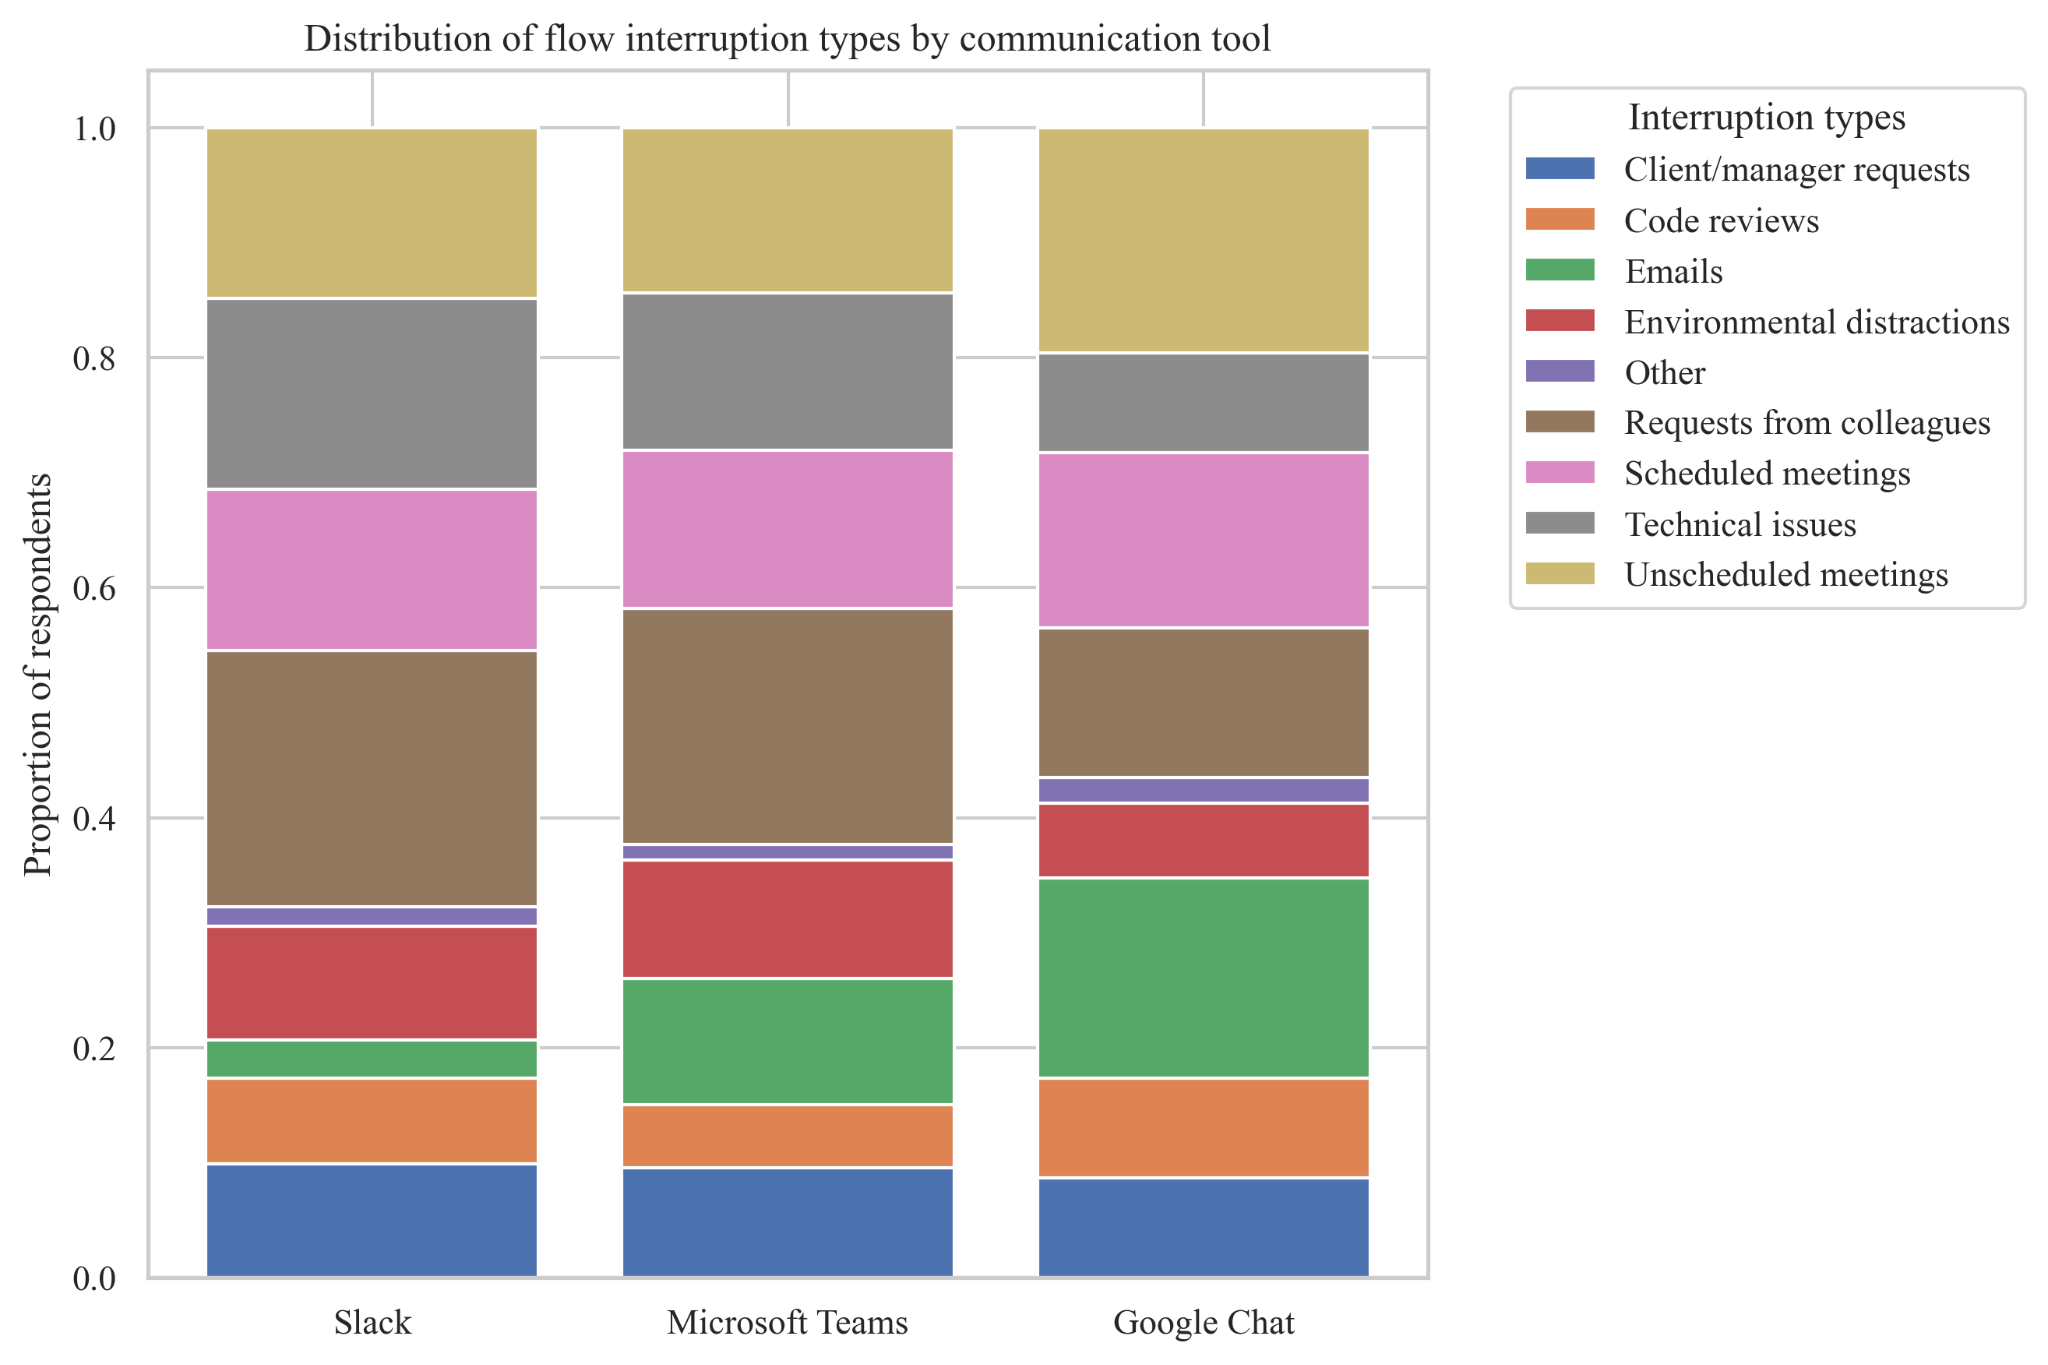 Distribution of flow interruption types by communication tool
Proportion of respondents
1.0
0.8
0.6
0.4
0.2
0.0
Slack
Microsoft Teams
Google Chat
Interruption types
Client/manager requests
Code reviews
Emails
Environmental distractions
Other
Requests from colleagues
Scheduled meetings
Technical issues
Unscheduled meetings